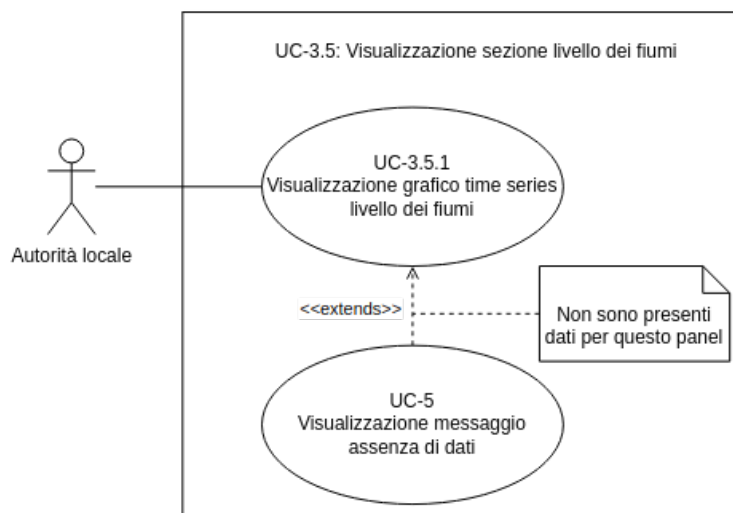 UC-3.5: Visualizzazione sezione livello dei fiumi
UC-3.5.1
Visualizzazione grafico time series
livello dei fiumi
Autorità locale
<<extends>>
Non sono presenti
dati per questo panel
UC-5
Visualizzazione messaggio
assenza di dati